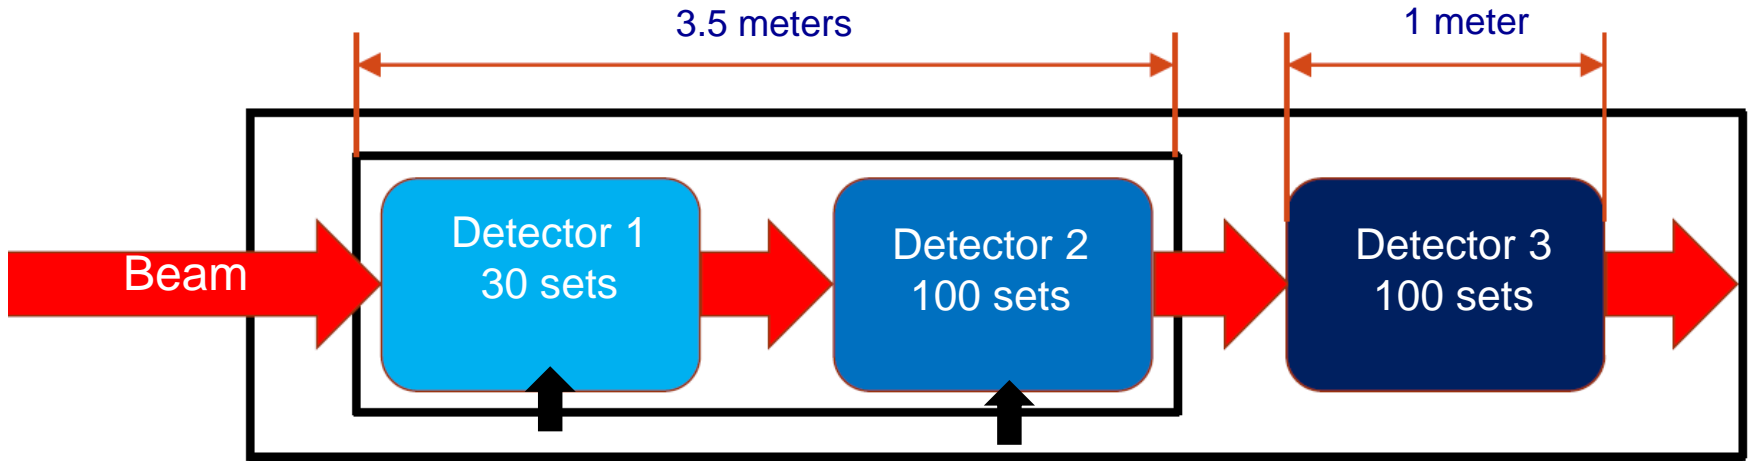 3.5 meters
1 meter
Beam
Detector 1
30 sets
Detector 2
100 sets
Detector 3
100 sets